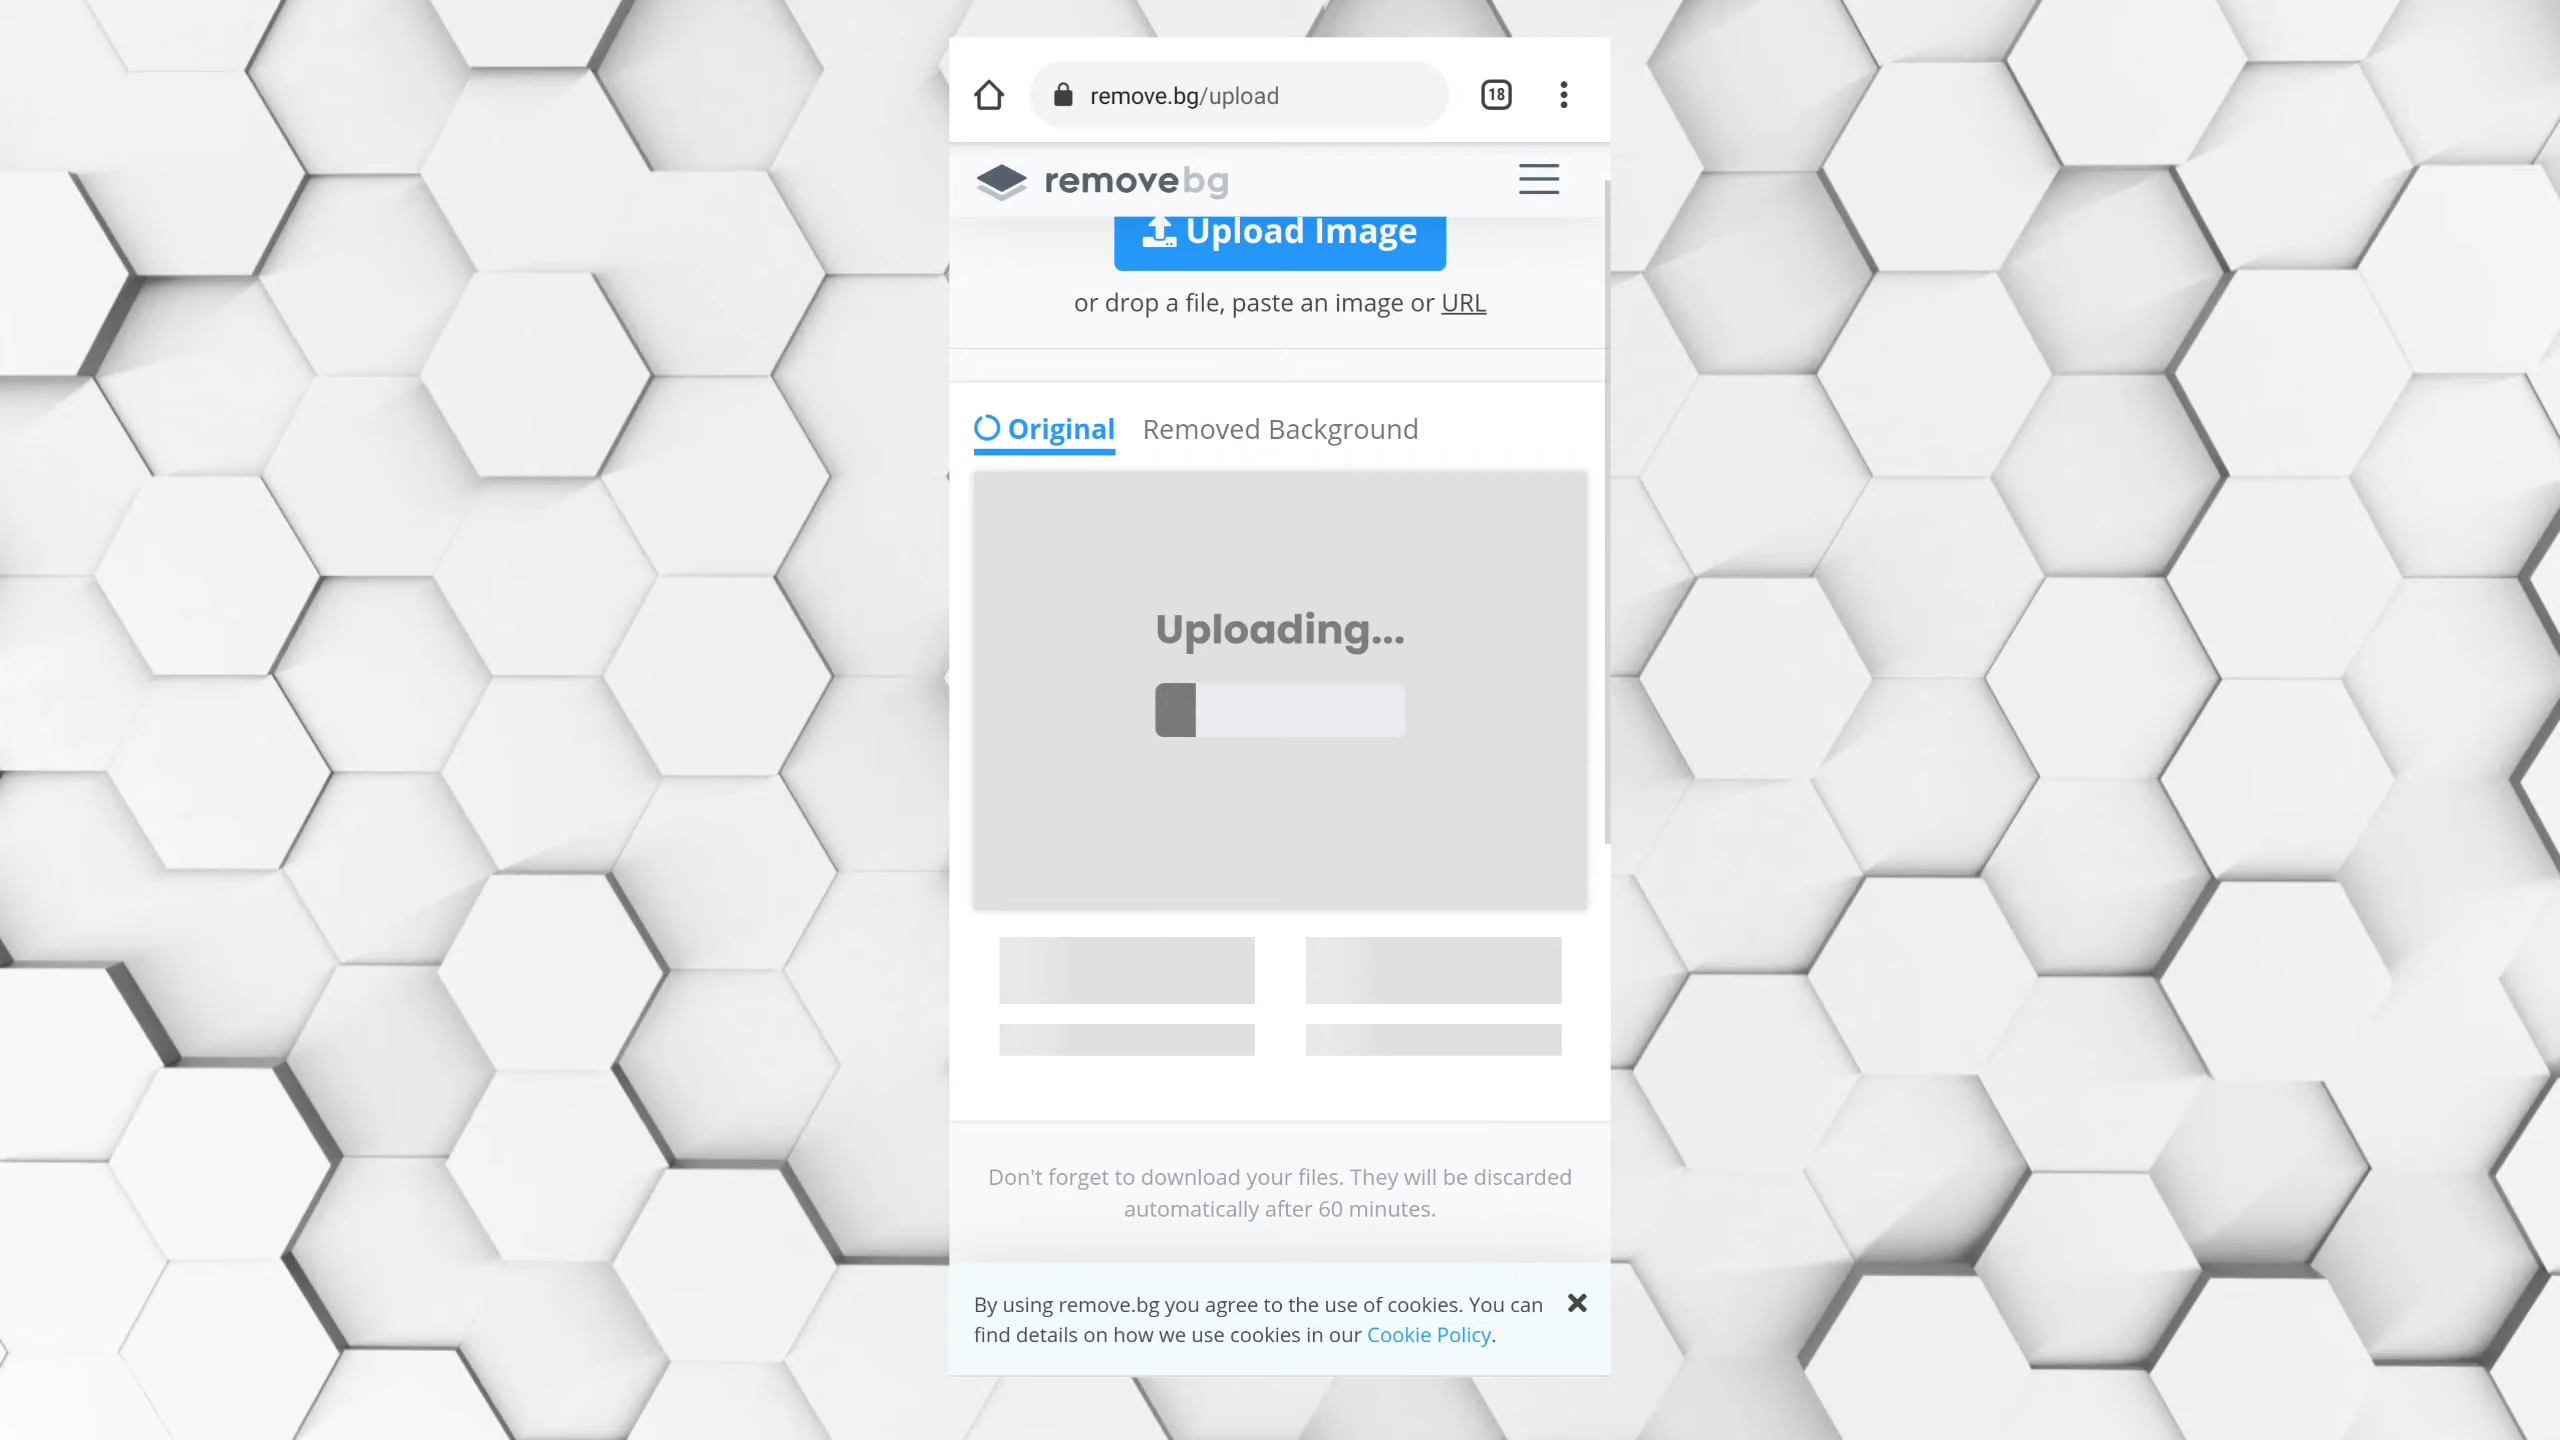 remove.bg/upload
18
removebg
Upload Image
or drop a file, paste an image or URL
Original
Removed Background
Uploading...
Don't forget to download your files. They will be discarded
automatically after 60 minutes.
By using remove.bg you agree to the use of cookies. You can
find details on how we use cookies in our Cookie Policy.